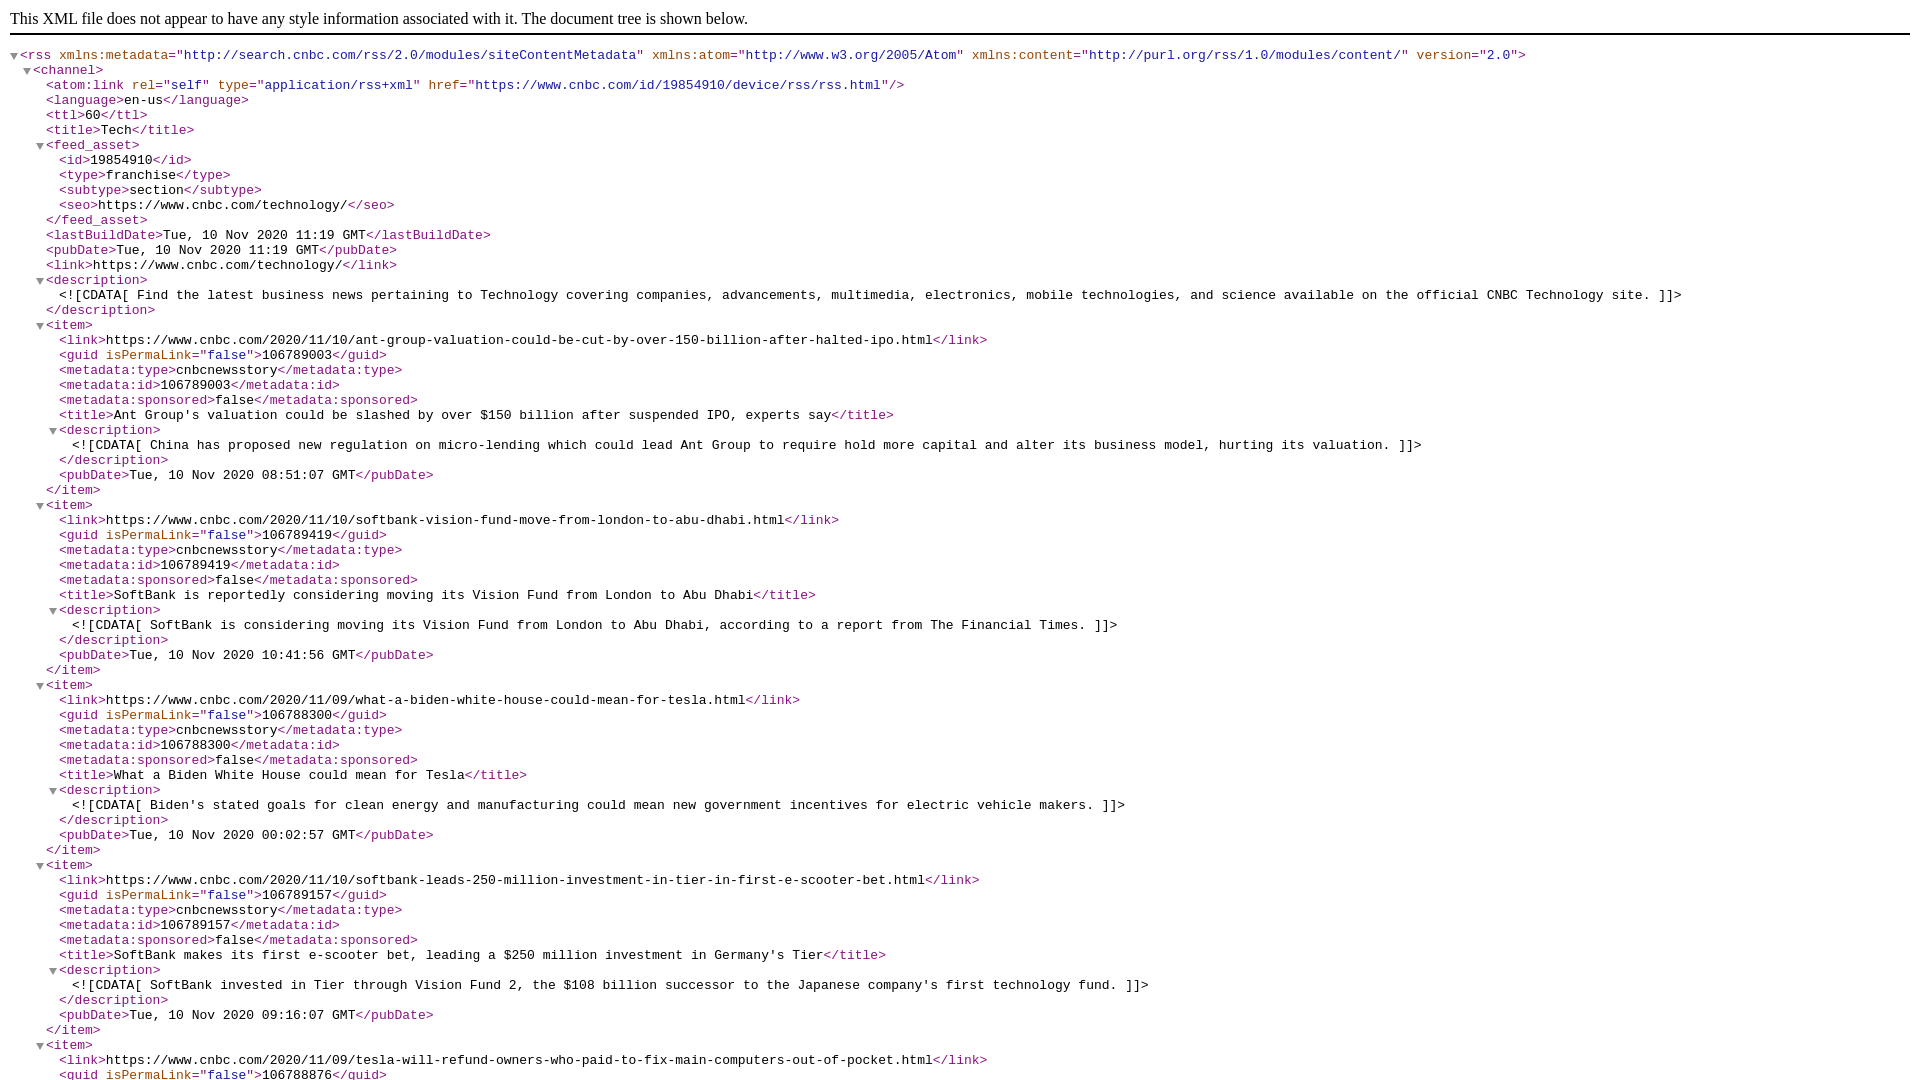 This XML file does not appear to have any style information associated with it. The document tree is shown below.
<rss xmlns:metadata="http://search.cnbc.com/rss/2.0/modules/siteContentMetadata" xmlns:atom="http://www.w3.org/2005/Atom" xmlns:content="http://purl.org/rss/1.0/modules/content/" version="2.0">
<channel>
<atom:link rel="self" type="application/rss+xml" href="https://www.cnbc.com/id/19854910/device/rss/rss.html"/>
<language>en-us</language>
<ttl>60</ttl>
<title>Tech</title>
<feed_asset>
<id>19854910</id>
<type>franchise</type>
<subtype>section</subtype>
<seo>https://www.cnbc.com/technology/</seo>
</feed_asset>
<lastBuildDate>Tue, 10 Nov 2020 11:19 GMT</lastBuildDate>
<pubDate>Tue, 10 Nov 2020 11:19 GMT</pubDate>
<link>https://www.cnbc.com/technology/</link>
<description>
<![CDATA[ Find the latest business news pertaining to Technology covering companies, advancements, multimedia, electronics, mobile technologies, and science available on the official CNBC Technology site. ]]>
</description>
<item>
<link>https://www.cnbc.com/2020/11/10/ant-group-valuation-could-be-cut-by-over-150-billion-after-halted-ipo.html</link>
<guid isPermaLink="false">106789003</guid>
<metadata:type>cnbcnewsstory</metadata:type>
<metadata:id>106789003</metadata:id>
<metadata:sponsored>false</metadata:sponsored>
<title>Ant Group's valuation could be slashed by over $150 billion after suspended IPO, experts say</title>
<description>
<![CDATA[ China has proposed new regulation on micro-lending which could lead Ant Group to require hold more capital and alter its business model, hurting its valuation. ]]>
</description>
<pubDate>Tue, 10 Nov 2020 08:51:07 GMT</pubDate>
</item>
<item>
<link>https://www.cnbc.com/2020/11/10/softbank-vision-fund-move-from-london-to-abu-dhabi.html</link>
<guid isPermaLink="false">106789419</guid>
<metadata:type>cnbcnewsstory</metadata:type>
<metadata:id>106789419</metadata:id>
<metadata:sponsored>false</metadata:sponsored>
<title>SoftBank is reportedly considering moving its Vision Fund from London to Abu Dhabi</title>
<description>
<![CDATA[ SoftBank is considering moving its Vision Fund from London to Abu Dhabi, according to a report from The Financial Times. ]]>
</description>
<pubDate>Tue, 10 Nov 2020 10:41:56 GMT</pubDate>
</item>
<item>
<link>https://www.cnbc.com/2020/11/09/what-a-biden-white-house-could-mean-for-tesla.html</link>
<guid isPermaLink="false">106788300</guid>
<metadata:type>cnbcnewsstory</metadata:type>
<metadata:id>106788300</metadata:id>
<metadata:sponsored>false</metadata:sponsored>
<title>What a Biden White House could mean for Tesla</title>
<description>
<![CDATA[ Biden's stated goals for clean energy and manufacturing could mean new government incentives for electric vehicle makers. ]]>
</description>
<pubDate>Tue, 10 Nov 2020 00:02:57 GMT</pubDate>
</item>
<item>
<link>https://www.cnbc.com/2020/11/10/softbank-leads-250-million-investment-in-tier-in-first-e-scooter-bet.html</link>
<guid isPermaLink="false">106789157</guid>
<metadata:type>cnbcnewsstory</metadata:type>
<metadata:id>106789157</metadata:id>
<metadata:sponsored>false</metadata:sponsored>
<title>SoftBank makes its first e-scooter bet, leading a $250 million investment in Germany's Tier</title>
<description>
<![CDATA[ SoftBank invested in Tier through Vision Fund 2, the $108 billion successor to the Japanese company's first technology fund. ]]>
</description>
<pubDate>Tue, 10 Nov 2020 09:16:07 GMT</pubDate>
</item>
<item>
<link>https://www.cnbc.com/2020/11/09/tesla-will-refund-owners-who-paid-to-fix-main-computers-out-of-pocket.html</link>
<guid isPermaLink="false">106788876</guid>